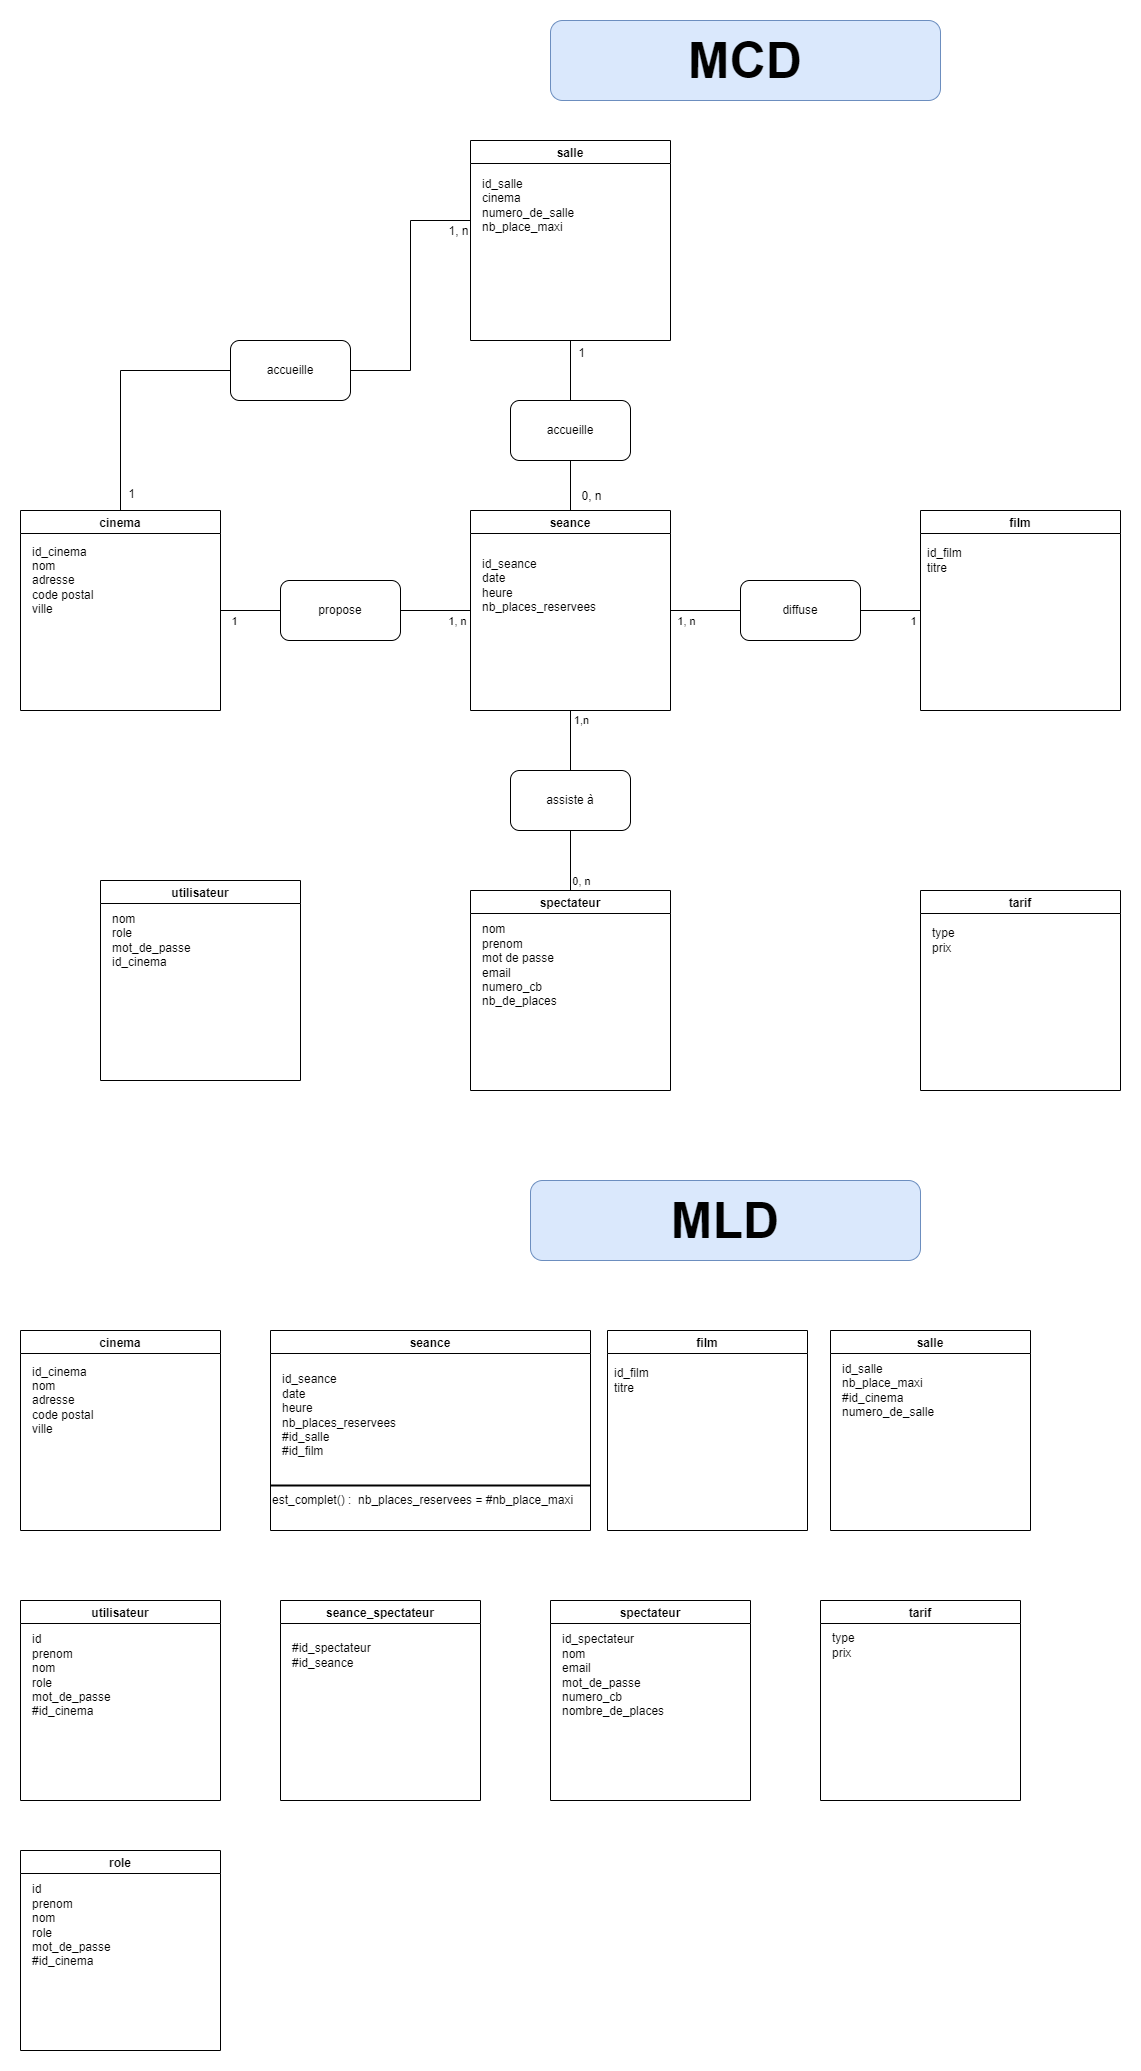 MCD
salle
id_salle
cinema
numero_de_salle
nb_place_maxi
1, n
accueille
1
accueille
1
0, n
cinema
id_cinema
nom
adresse
code postal
ville
1
propose
1, n
seance
id_seance
date
heure
nb_places_reservees
1, n
diffuse
1
film
id_film
titre
1,n
assiste à
0, n
utilisateur
nom
role
mot_de_passe
id_cinema
spectateur
nom
prenom
mot de passe
email
numero_cb
nb_de_places
tarif
type
prix
MLD
cinema
id_cinema
nom
adresse
code postal
ville
seance
id_seance
date
heure
nb_places_reservees
#id_salle
#id_film
est_complet() :  nb_places_reservees = #nb_place_maxi
film
id_film
titre
salle
id_salle
nb_place_maxi
#id_cinema
numero_de_salle
utilisateur
id
prenom
nom
role
mot_de_passe
#id_cinema
seance_spectateur
#id_spectateur
#id_seance
spectateur
id_spectateur
nom
email
mot_de_passe
numero_cb
nombre_de_places
tarif
type
prix
role
id
prenom
nom
role
mot_de_passe
#id_cinema